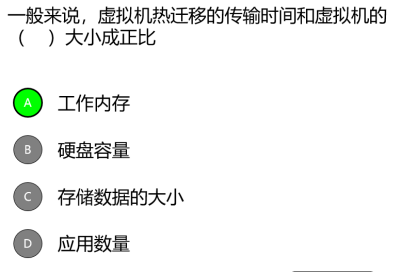 一般来说，虚拟机热迁移的传输时间和虚拟机的
（ ）大小成正比
A 工作内存
B 硬盘容量
C 存储数据的大小
D 应用数量